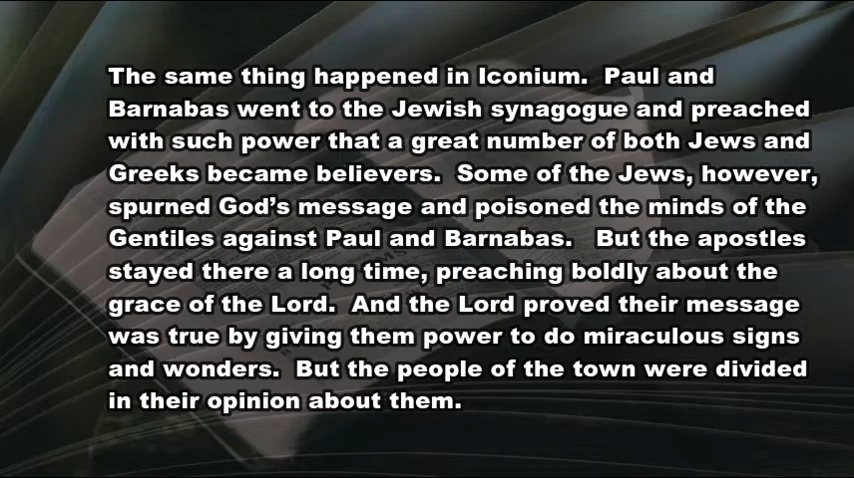 The same thing happened in Iconium.  Paul and
Barnabas went to the Jewish synagogue and preached
with such power that a great number of both Jews and
Greeks became believers.  Some of the Jews, however,
spurned God's message and poisoned the minds of the
Gentiles against Paul and Barnabas.   But the apostles
stayed there a long time, preaching boldly about the
grace of the Lord.  And the Lord proved their message
was true by giving them power to do miraculous signs
and wonders.  But the people of the town were divided
in their opinion about them.